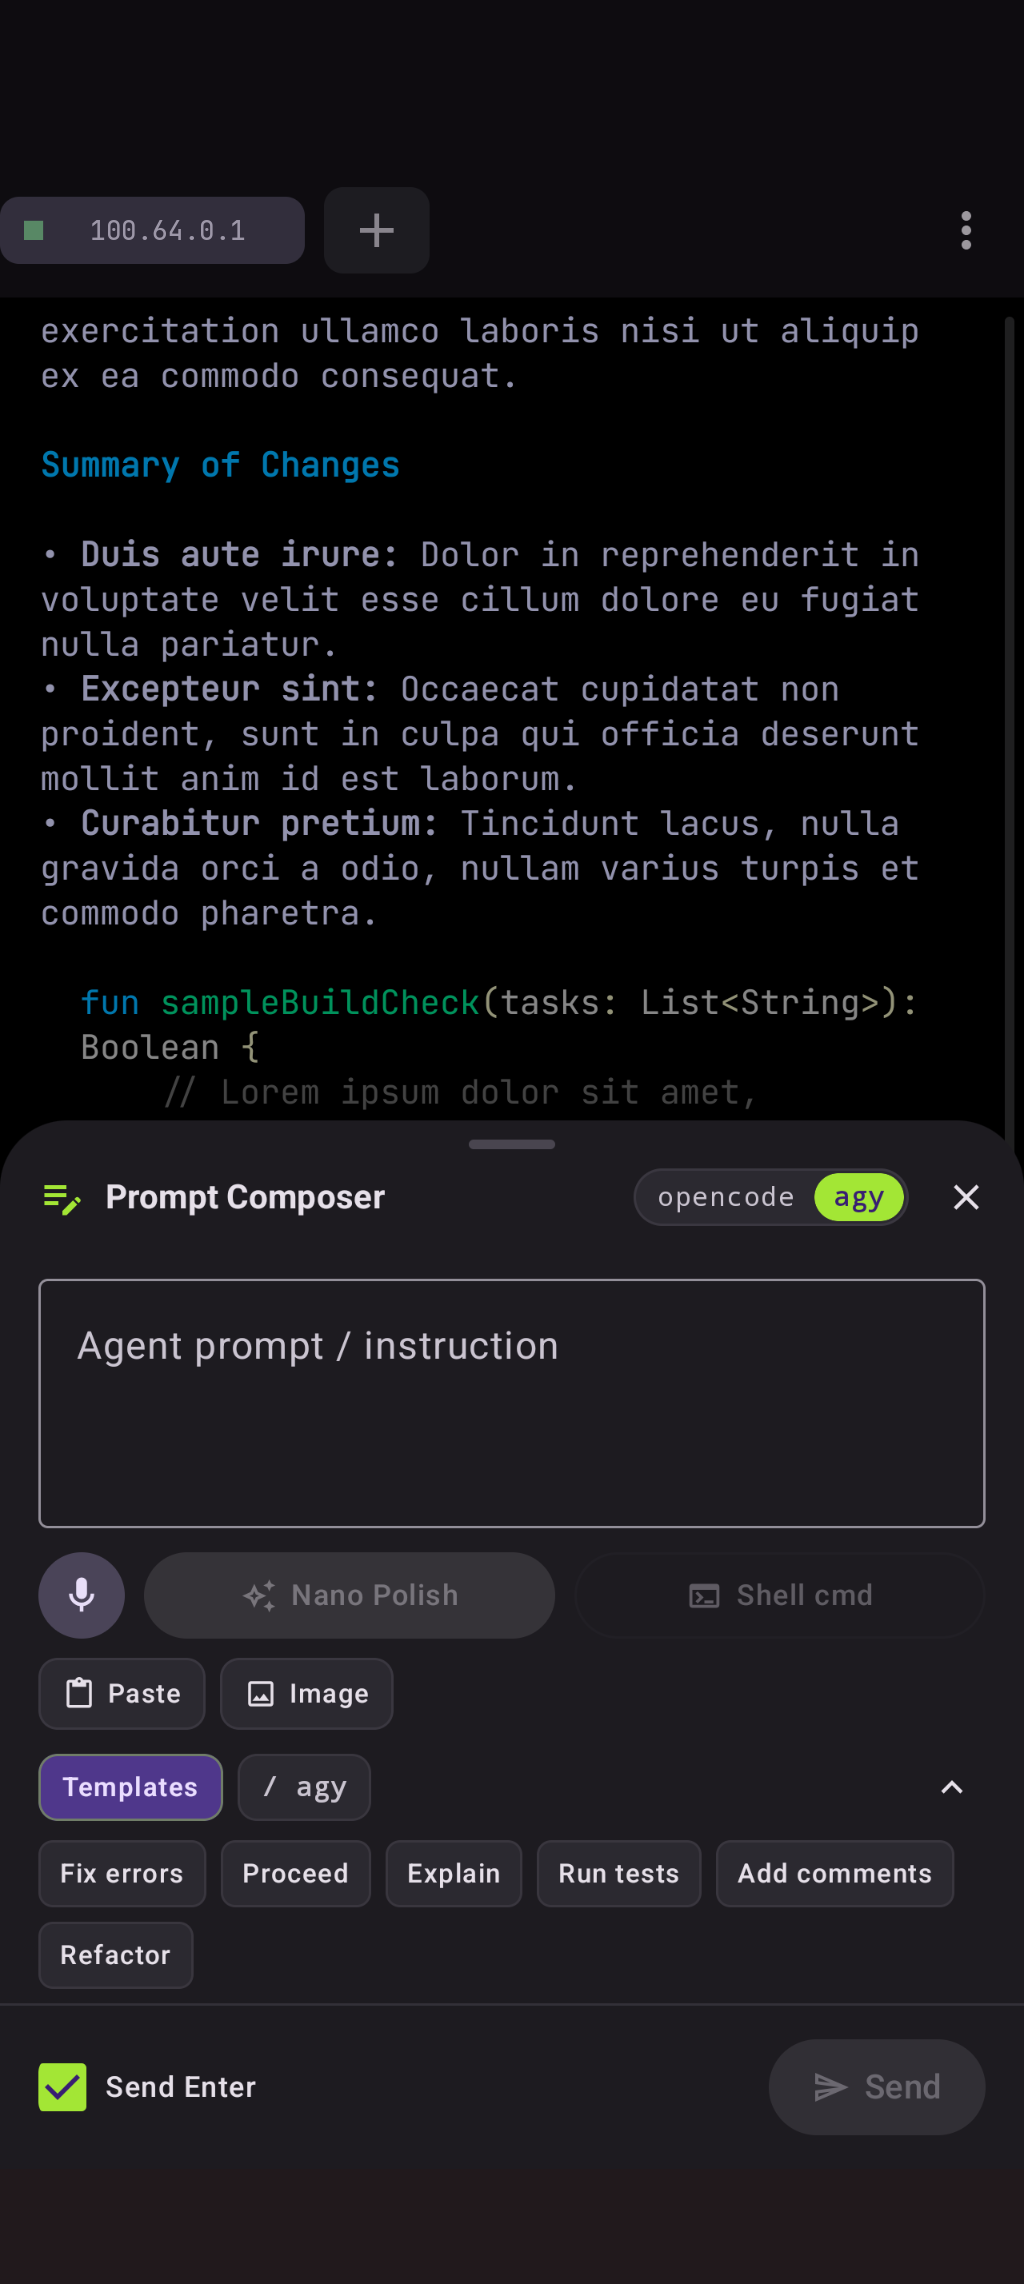 100.64.0.1
exercitation ullamco laboris nisi ut aliquip
ex ea commodo consequat.
Summary of Changes
• Duis aute irure: Dolor in reprehenderit in
voluptate velit esse cillum dolore eu fugiat
nulla pariatur.
• Excepteur sint: Occaecat cupidatat non
proident, sunt in culpa qui officia deserunt
mollit anim id est laborum.
• Curabitur pretium: Tincidunt lacus, nulla
gravida orci a odio, nullam varius turpis et
commodo pharetra.
fun sampleBuildCheck(tasks: List<String>):
Boolean {
// Lorem ipsum dolor sit amet,
Prompt Composer opencode agy
Agent prompt / instruction
Nano Polish Shell cmd
Paste Image
Templates / agy
Fix errors Proceed Explain Run tests Add comments
Refactor
Send Enter Send